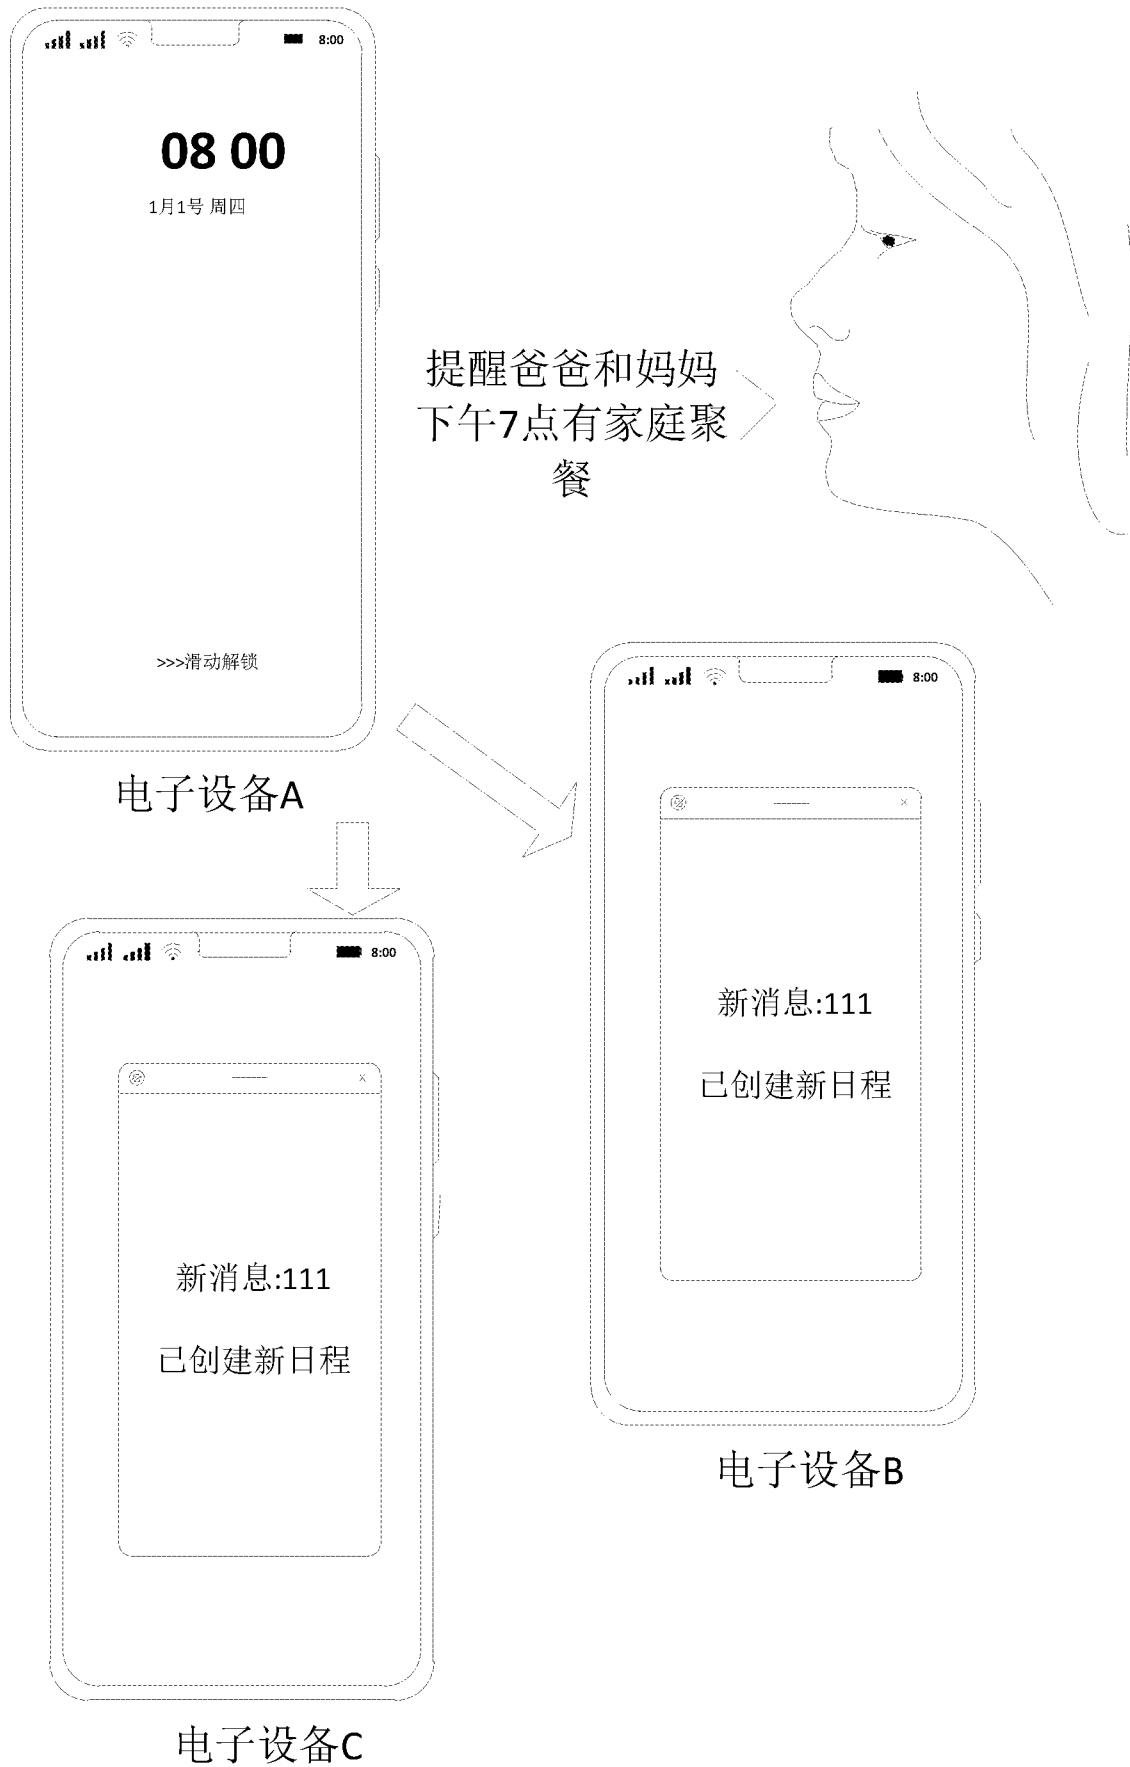 8:00
08 00
1月1号 周四
提醒爸爸和妈妈
下午7点有家庭聚
餐
>>>滑动解锁
电子设备A
8:00
新消息:111
已创建新日程
电子设备B
8:00
新消息:111
已创建新日程
电子设备C